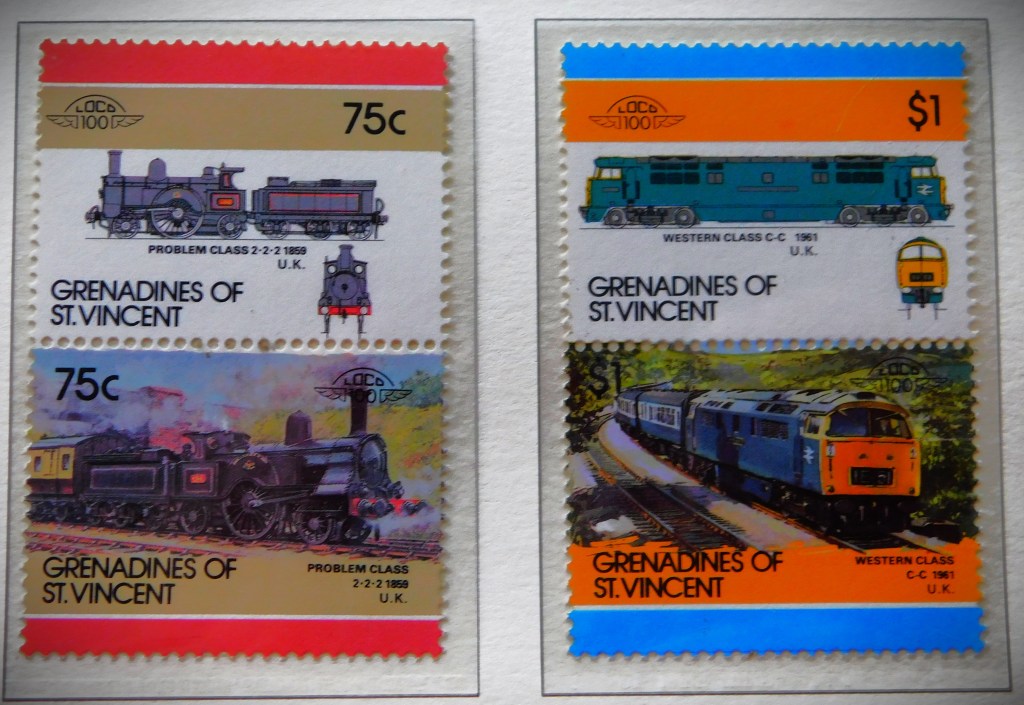 LOCO
100
75c
PROBLEM CLASS 2-2-2 1859
U.K.
GRENADINES OF
ST. VINCENT
75c
LOCO
100
GRENADINES OF
ST. VINCENT
PROBLEM CLASS
2-2-2 1859
U.K.
LOCO
100
$1
WESTERN CLASS C-C 1961
U.K.
GRENADINES OF
ST. VINCENT
$1
LOCO
100
GRENADINES OF
ST. VINCENT
WESTERN CLASS
C-C 1961
U.K.